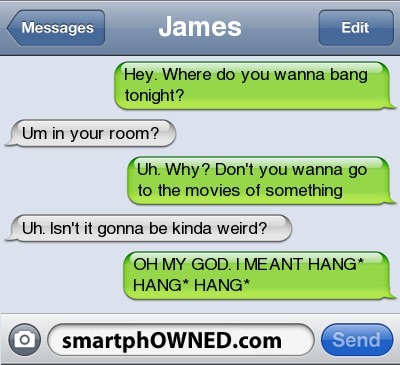 Messages
James
Edit
Hey. Where do you wanna bang
tonight?
Um in your room?
Uh. Why? Don't you wanna go
to the movies of something
Uh. Isn't it gonna be kinda weird?
OH MY GOD. I MEANT HANG*
HANG* HANG*
smartphOWNED.com
Send